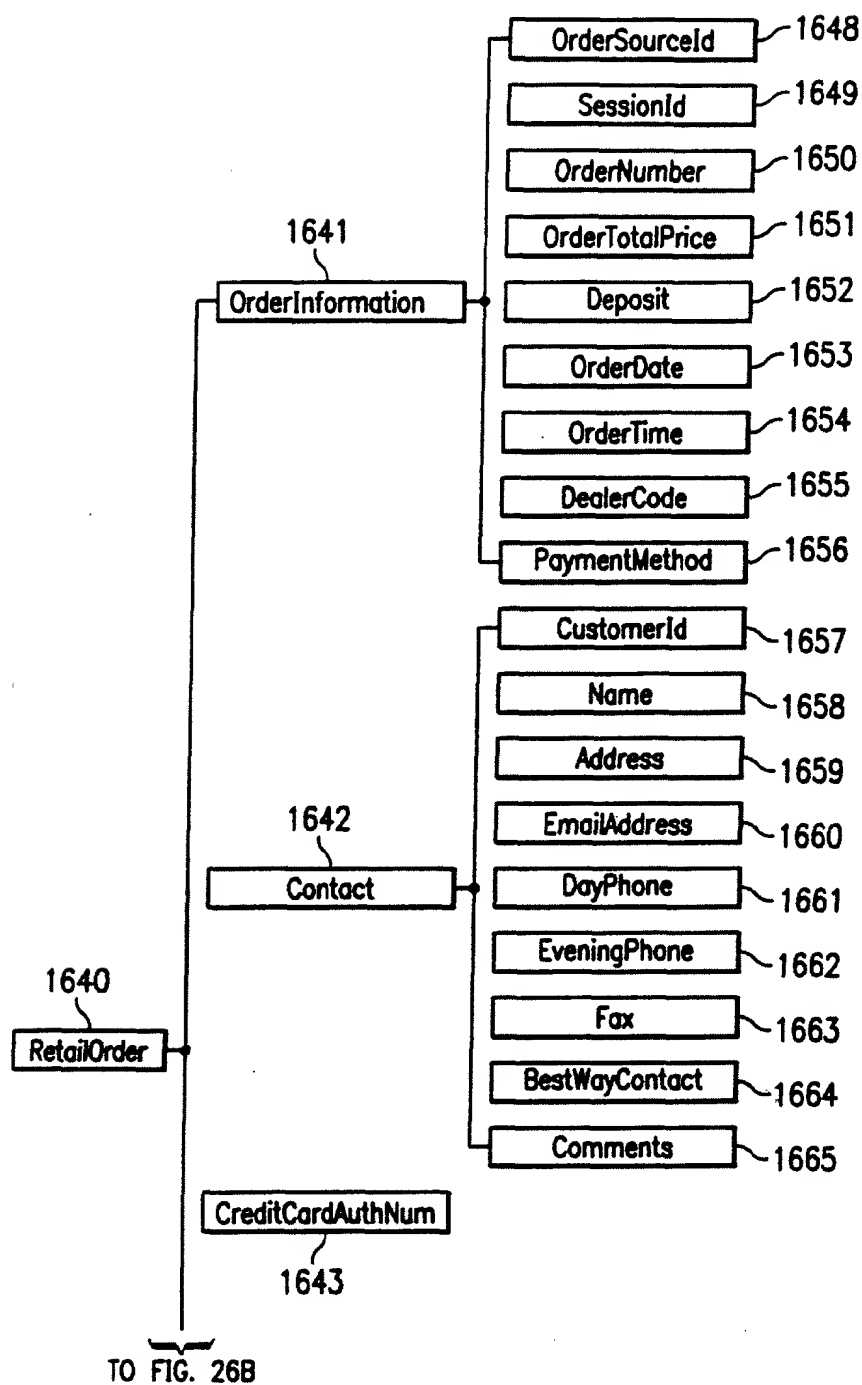 OrderSourceId 1648
SessionId 1649
OrderNumber 1650
1641
OrderTotalPrice 1651
OrderInformation
Deposit 1652
OrderDate 1653
OrderTime 1654
DealerCode 1655
PaymentMethod 1656
CustomerId 1657
Name 1658
Address 1659
1642
EmailAddress 1660
Contact
DayPhone 1661
EveningPhone 1662
1640
Fax 1663
RetailOrder
BestWayContact 1664
Comments 1665
CreditCardAuthNum
1643
TO FIG. 26B